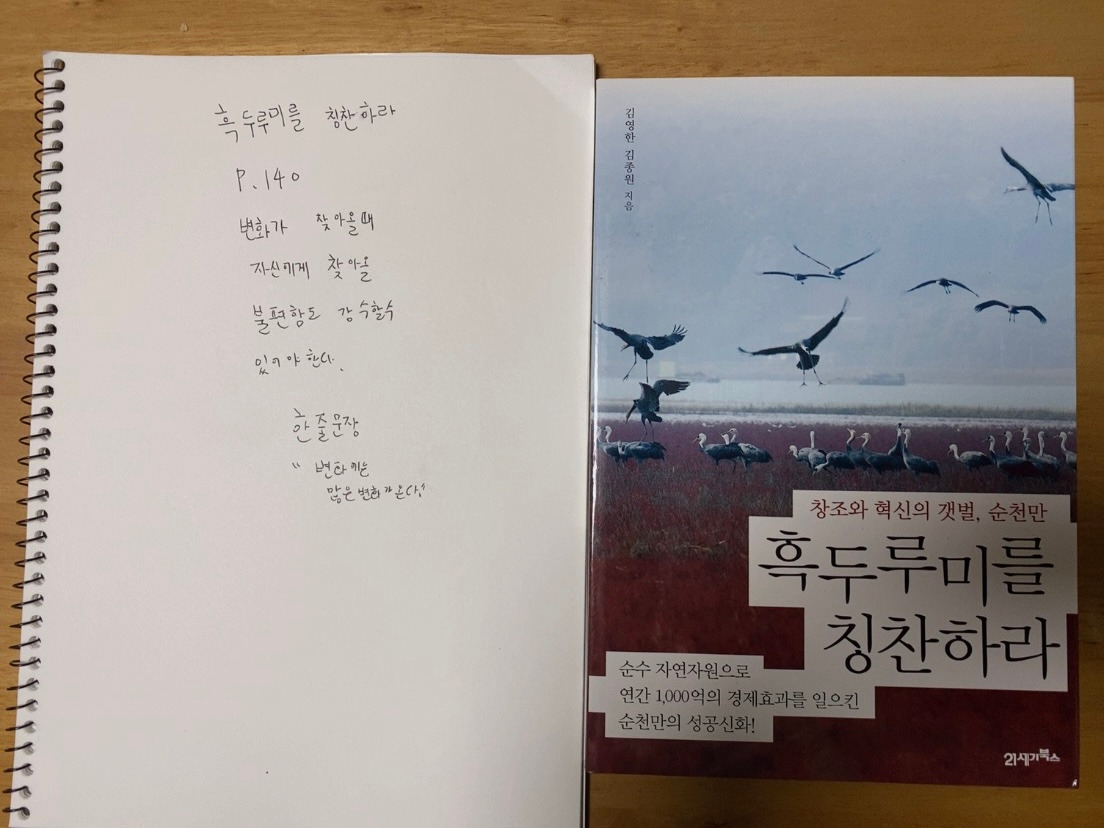 흑두루미를 칭찬하라
P.140
변화가 찾아올때
자신에게 찾아올
불편함도 감수할수
있어야 한다.
한줄문장
" 변화에는
많은변화가온다"
김영한 김종원 지음
창조와 혁신의 갯벌, 순천만
흑두루미를
칭찬하라
순수 자연자원으로
연간 1,000억의 경제효과를 일으킨
순천만의 성공신화!
21세기북스